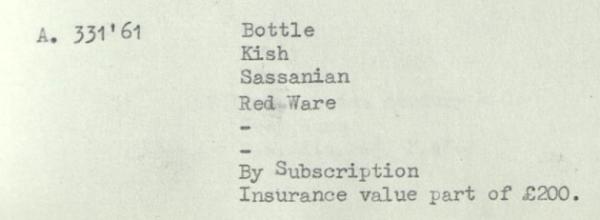 A. 331'61 Bottle
Kish
Sassanian
Red Ware
-
-
By Subscription
Insurance value part of £200.